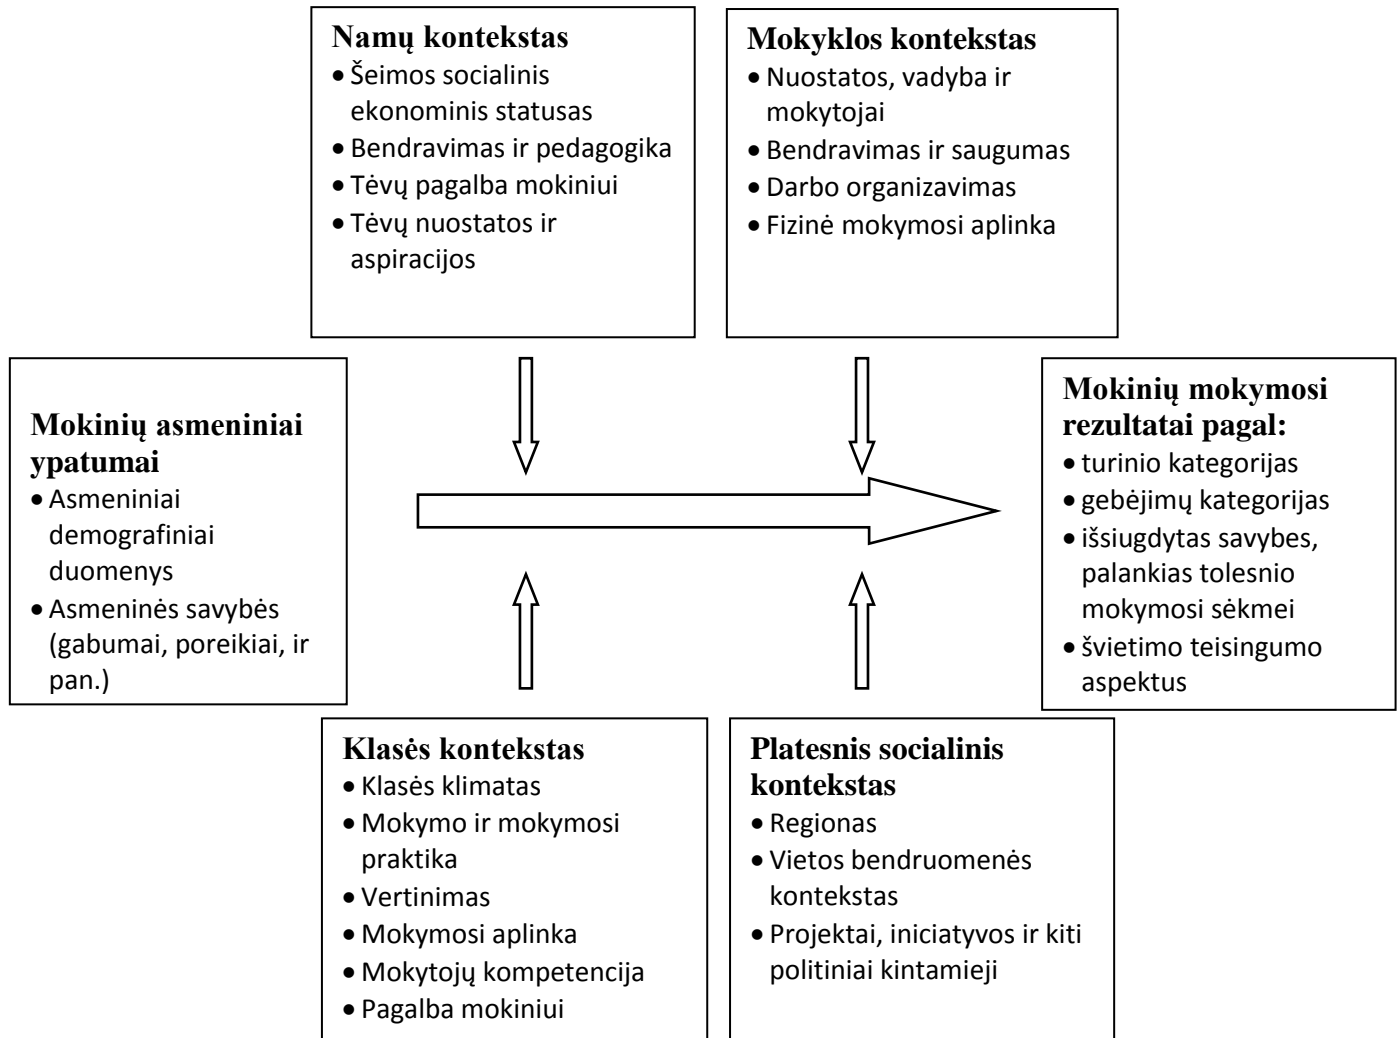 Namų kontekstas
• Šeimos socialinis
ekonominis statusas
• Bendravimas ir pedagogika
• Tėvų pagalba mokiniui
• Tėvų nuostatos ir
aspiracijos
Mokyklos kontekstas
• Nuostatos, vadyba ir
mokytojai
• Bendravimas ir saugumas
• Darbo organizavimas
• Fizinė mokymosi aplinka
Mokinių asmeniniai
ypatumai
• Asmeniniai
demografiniai
duomenys
• Asmeninės savybės
(gabumai, poreikiai, ir
pan.)
Mokinių mokymosi
rezultatai pagal:
• turinio kategorijas
• gebėjimų kategorijas
• išsiugdytas savybes,
palankias tolesnio
mokymosi sėkmei
• švietimo teisingumo
aspektus
Klasės kontekstas
• Klasės klimatas
• Mokymo ir mokymosi
praktika
• Vertinimas
• Mokymosi aplinka
• Mokytojų kompetencija
• Pagalba mokiniui
Platesnis socialinis
kontekstas
• Regionas
• Vietos bendruomenės
kontekstas
• Projektai, iniciatyvos ir kiti
politiniai kintamieji